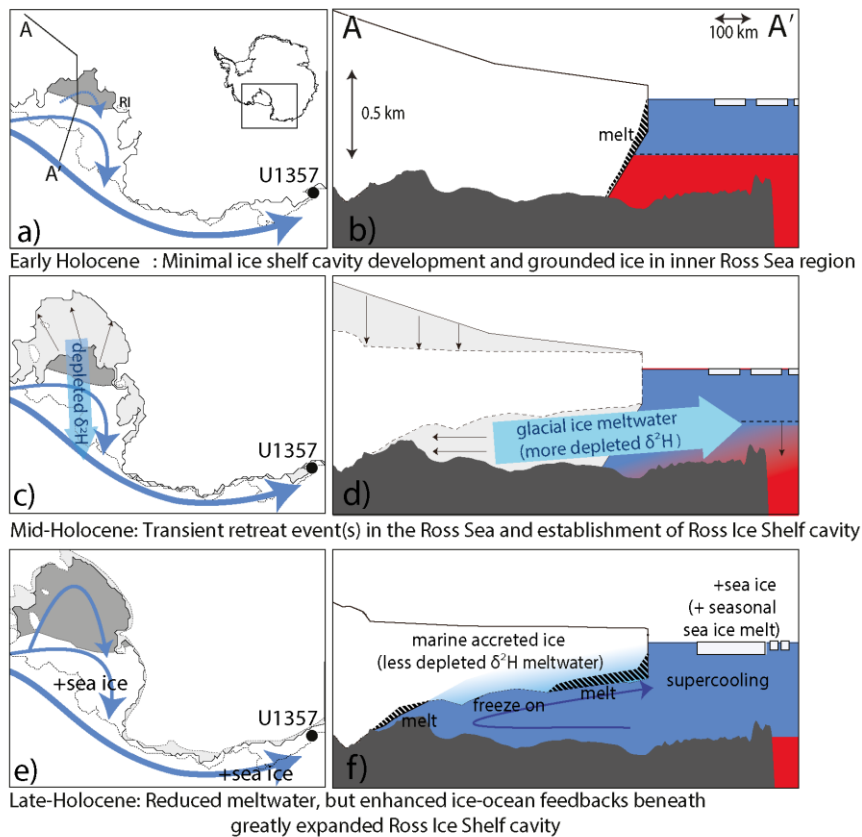 A
RI
A'
U1357
a)
A
100 km
A'
0.5 km
melt
b)
Early Holocene : Minimal ice shelf cavity development and grounded ice in inner Ross Sea region
depleted δ²H
U1357
c)
glacial ice meltwater
(more depleted δ²H)
d)
Mid-Holocene: Transient retreat event(s) in the Ross Sea and establishment of Ross Ice Shelf cavity
+sea ice
U1357
+sea ice
e)
+sea ice
(+ seasonal
sea ice melt)
marine accreted ice
(less depleted δ²H meltwater)
supercooling
melt
freeze on
melt
f)
Late-Holocene: Reduced meltwater, but enhanced ice-ocean feedbacks beneath
greatly expanded Ross Ice Shelf cavity